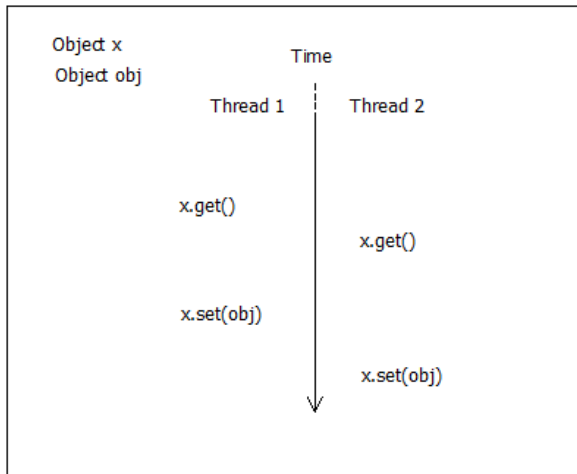 Object x
Object obj
Time
Thread 1
Thread 2
x.get()
x.get()
x.set(obj)
x.set(obj)